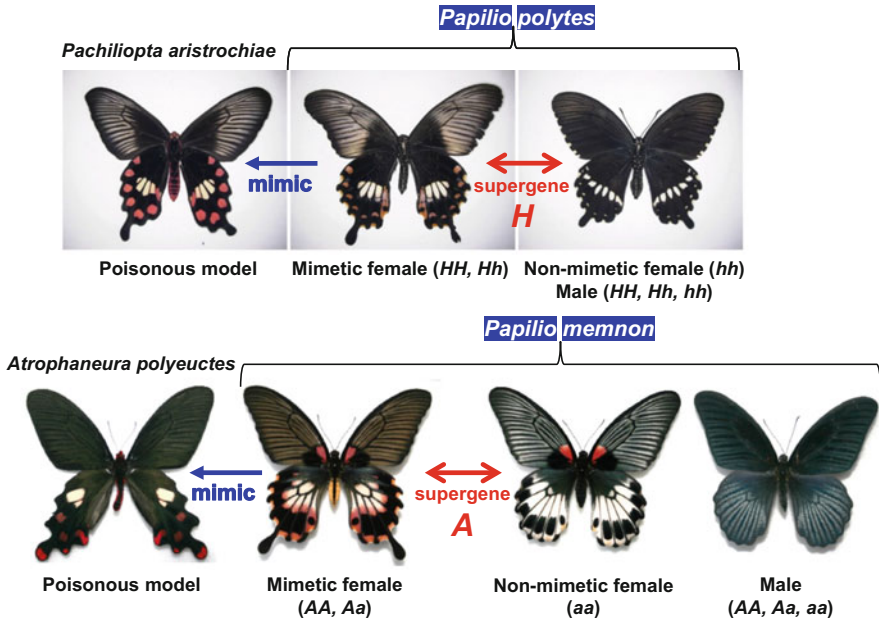 Papilio polytes
Pachiliopta aristrochiae
mimic
supergene
H
Poisonous model
Mimetic female (HH, Hh)
Non-mimetic female (hh)
Male (HH, Hh, hh)
Papilio memnon
Atrophaneura polyeuctes
mimic
supergene
A
Poisonous model
Mimetic female
(AA, Aa)
Non-mimetic female
(aa)
Male
(AA, Aa, aa)